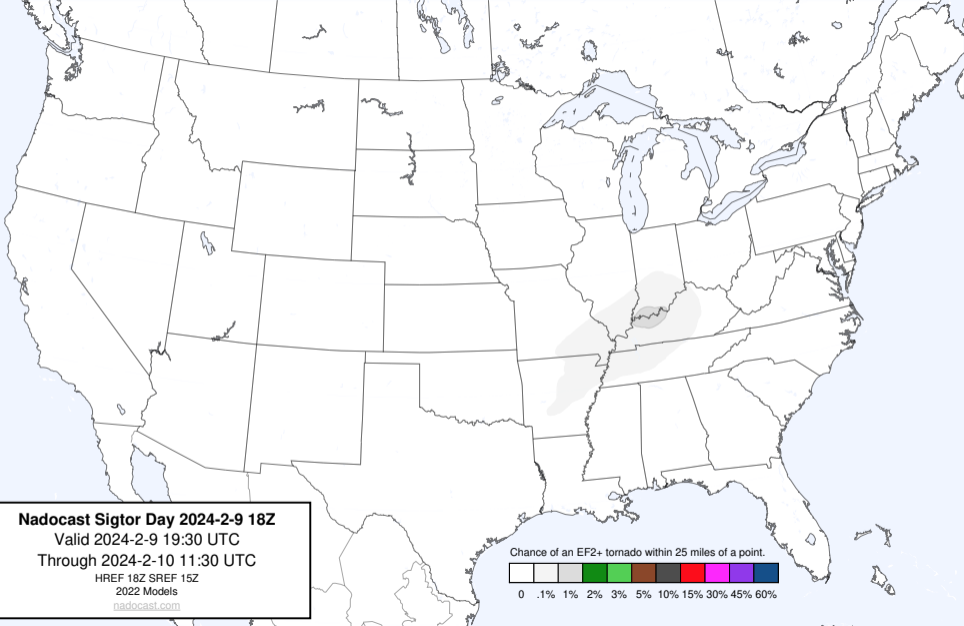 Nadocast Sigtor Day 2024-2-9 18Z
Valid 2024-2-9 19:30 UTC
Through 2024-2-10 11:30 UTC
HREF 18Z SREF 15Z
2022 Models
nadocast.com
Chance of an EF2+ tornado within 25 miles of a point.
0 .1% 1% 2% 3% 5% 10% 15% 30% 45% 60%